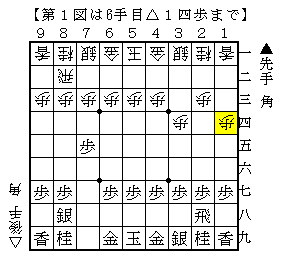 【第１図は6手目△１四歩まで】
9 8 7 6 5 4 3 2 1
香桂銀金玉金銀桂香一
飛二
歩歩歩歩歩歩歩三
歩歩四
歩五
六
歩歩歩歩歩歩歩歩七
銀飛八
香桂金玉金銀桂香九
▲先手 角
△後手 角